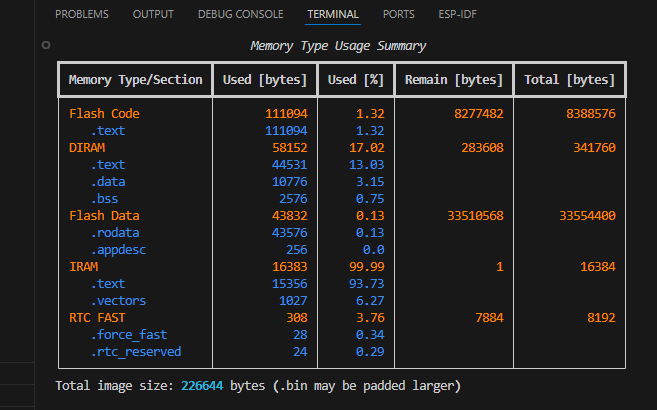 PROBLEMS OUTPUT DEBUG CONSOLE TERMINAL PORTS ESP-IDF
Memory Type Usage Summary
Memory Type/Section Used [bytes] Used [%] Remain [bytes] Total [bytes]
Flash Code 111094 1.32 8277482 8388576
.text 111094 1.32
DIRAM 58152 17.02 283608 341760
.text 44531 13.03
.data 10776 3.15
.bss 2576 0.75
Flash Data 43832 0.13 33510568 33554400
.rodata 43576 0.13
.appdesc 256 0.0
IRAM 16383 99.99 1 16384
.text 15356 93.73
.vectors 1027 6.27
RTC FAST 308 3.76 7884 8192
.force_fast 28 0.34
.rtc_reserved 24 0.29
Total image size: 226644 bytes (.bin may be padded larger)